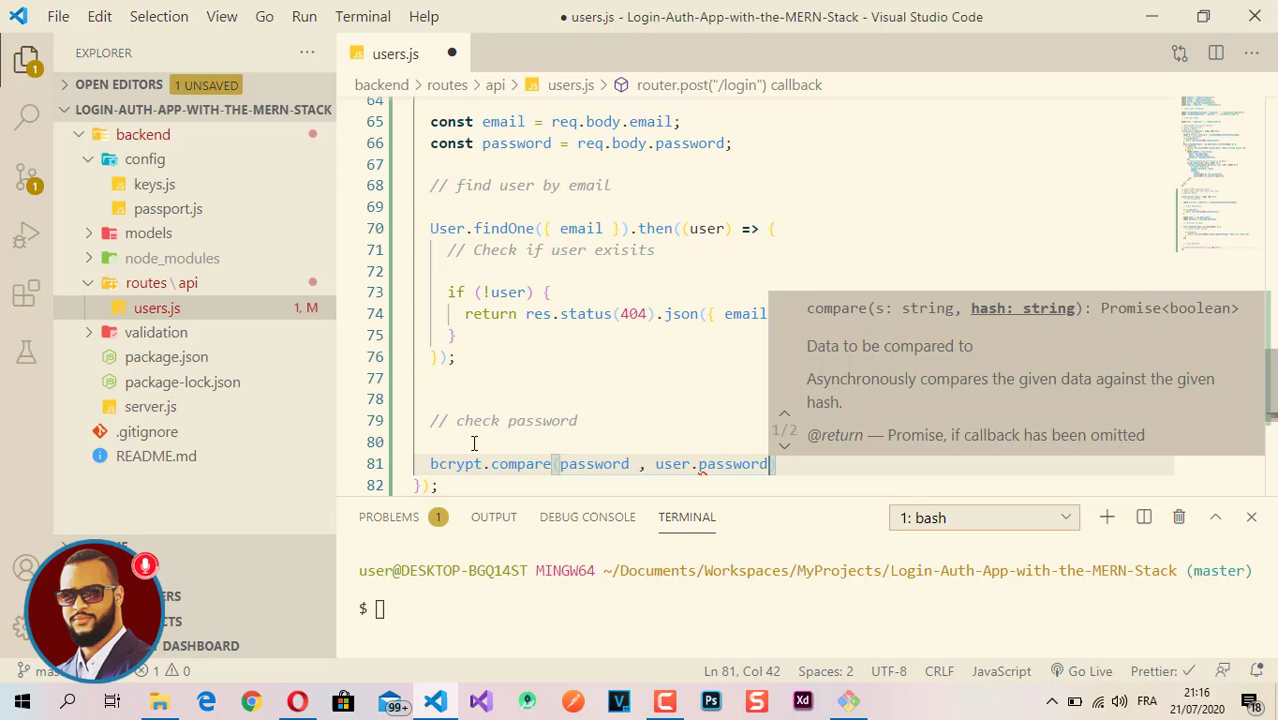 File Edit Selection View Go Run Terminal Help
● users.js - Login-Auth-App-with-the-MERN-Stack - Visual Studio Code
EXPLORER
OPEN EDITORS 1 UNSAVED
LOGIN-AUTH-APP-WITH-THE-MERN-STACK
backend
config
keys.js
passport.js
models
node_modules
routes \ api
users.js 1, M
validation
package.json
package-lock.json
server.js
.gitignore
README.md
DASHBOARD
users.js
backend > routes > api > users.js > router.post("/login") callback
64
65 const email = req.body.email;
66 const password = req.body.password;
67
68 // find user by email
69
70 User.findOne({ email }).then((user) => {
71 // Check if user exisits
72
73 if (!user) {
74 return res.status(404).json({ email
75 }
76 });
77
78
79 // check password
80
81 bcrypt.compare(password , user.password)
82 });
compare(s: string, hash: string): Promise<boolean>
Data to be compared to
Asynchronously compares the given data against the given
hash.
1/2
@return — Promise, if callback has been omitted
PROBLEMS 1 OUTPUT DEBUG CONSOLE TERMINAL 1: bash
user@DESKTOP-BGQ14ST MINGW64 ~/Documents/Workspaces/MyProjects/Login-Auth-App-with-the-MERN-Stack (master)
$
1 0 Ln 81, Col 42 Spaces: 2 UTF-8 CRLF JavaScript Go Live Prettier: ✓
99+ FRA 21:16
21/07/2020 18